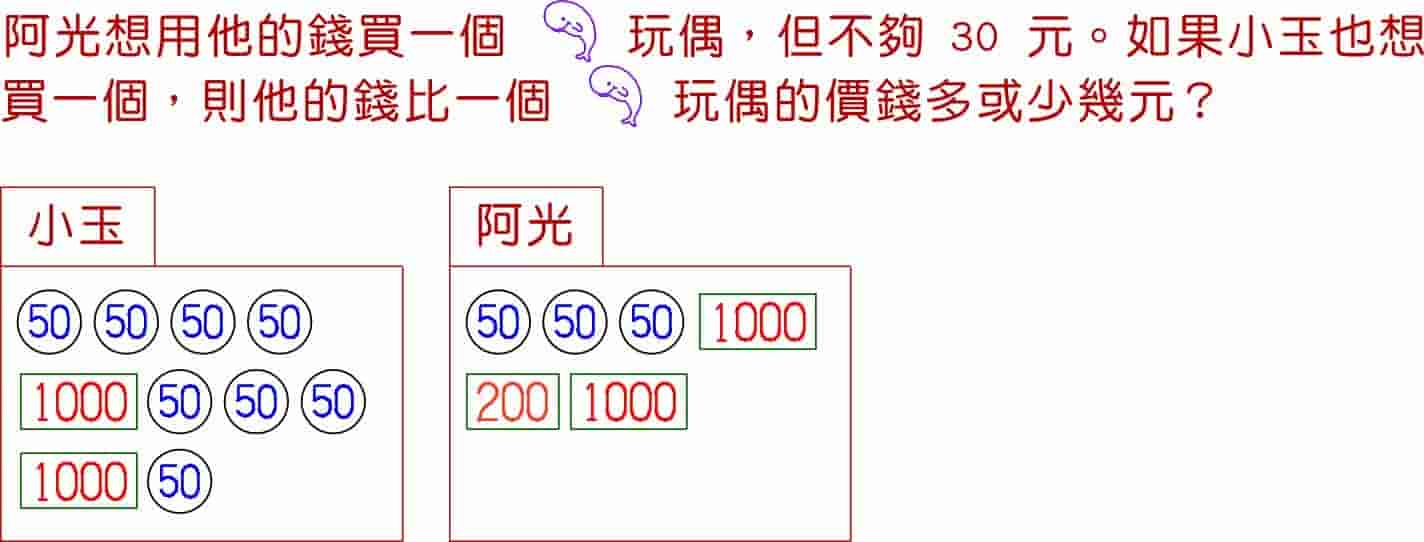 阿光想用他的錢買一個 玩偶，但不夠 30 元。如果小玉也想
買一個，則他的錢比一個 玩偶的價錢多或少幾元？
小玉
50 50 50 50
1000 50 50 50
1000 50
阿光
50 50 50 1000
200 1000